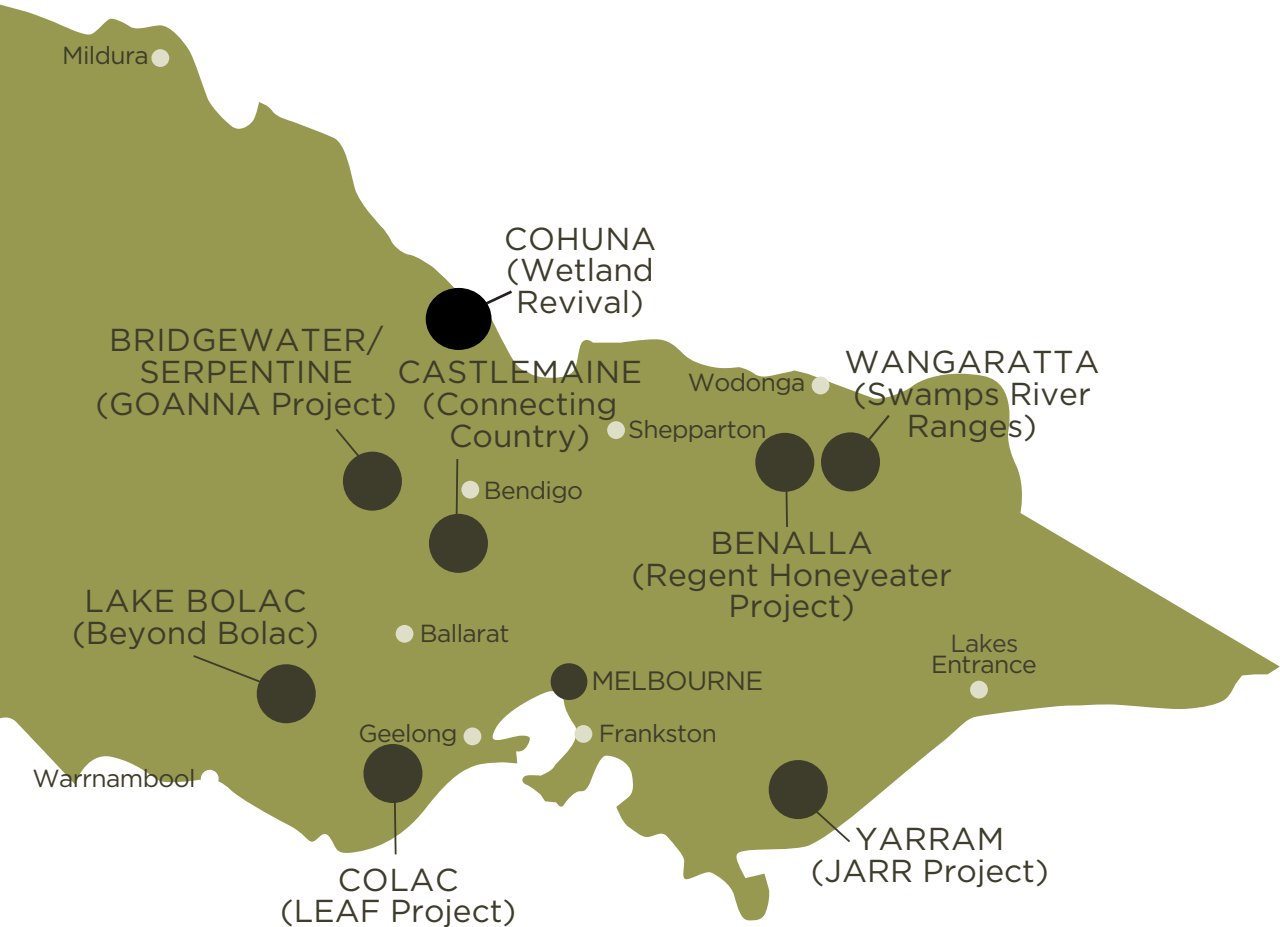 Mildura
COHUNA
(Wetland
Revival)
BRIDGEWATER/
SERPENTINE
(GOANNA Project)
CASTLEMAINE
(Connecting
Country)
Wodonga
WANGARATTA
(Swamps River
Ranges)
Shepparton
Bendigo
BENALLA
(Regent Honeyeater
Project)
LAKE BOLAC
(Beyond Bolac)
Ballarat
Lakes
Entrance
MELBOURNE
Geelong
Frankston
Warrnambool
YARRAM
(JARR Project)
COLAC
(LEAF Project)